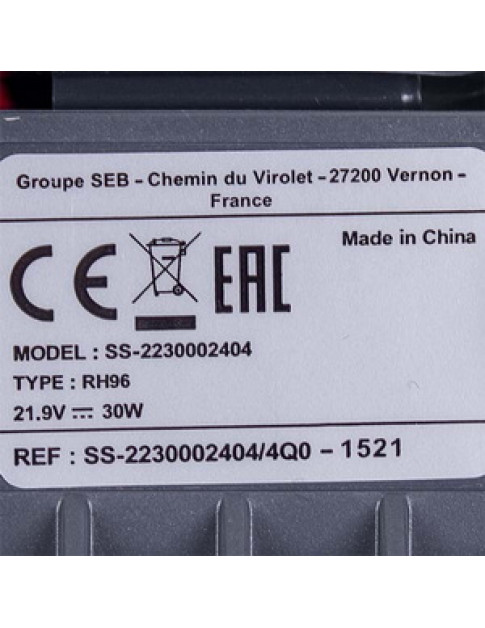 Groupe SEB - Chemin du Virolet - 27200 Vernon -
France
Made in China
CE EAC
MODEL : SS-2230002404
TYPE : RH96
21.9V ⎓ 30W
REF : SS-2230002404/4Q0 - 1521